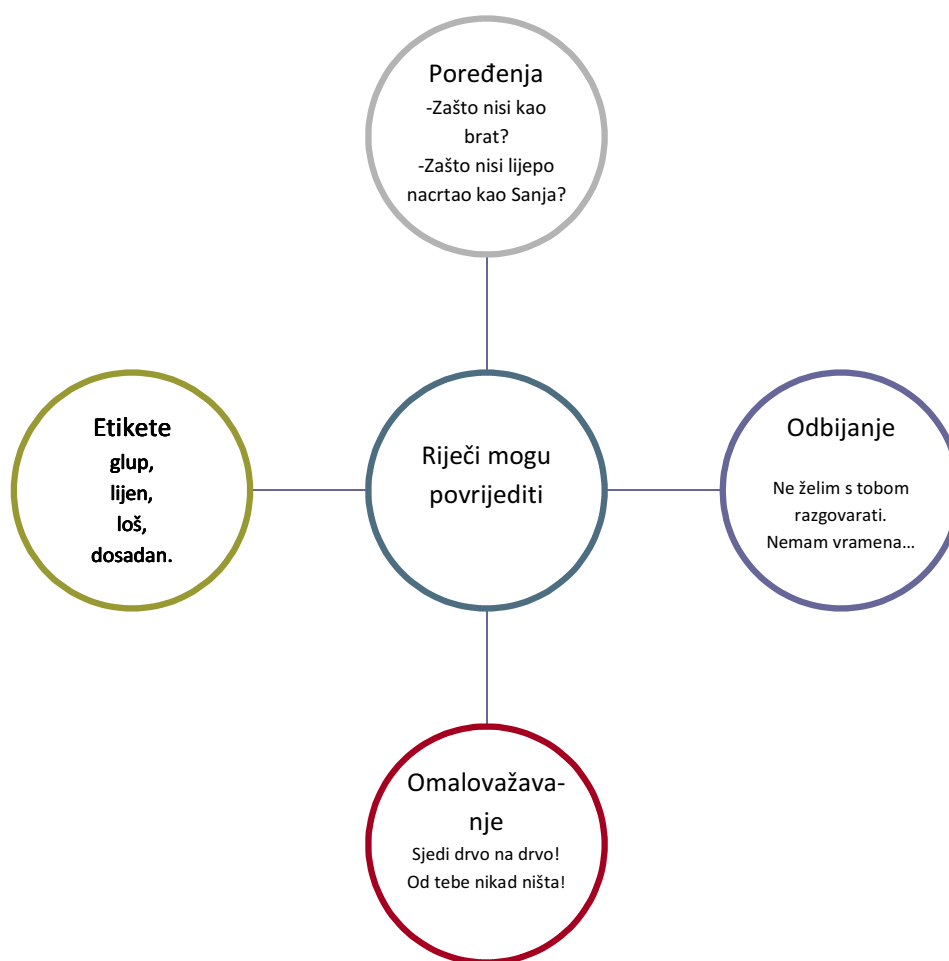 Poređenja
-Zašto nisi kao
brat?
-Zašto nisi lijepo
nacrtao kao Sanja?
Etikete
glup,
lijen,
loš,
dosadan.
Riječi mogu
povrijediti
Odbijanje
Ne želim s tobom
razgovarati.
Nemam vramena…
Omalovažava-
nje
Sjedi drvo na drvo!
Od tebe nikad ništa!